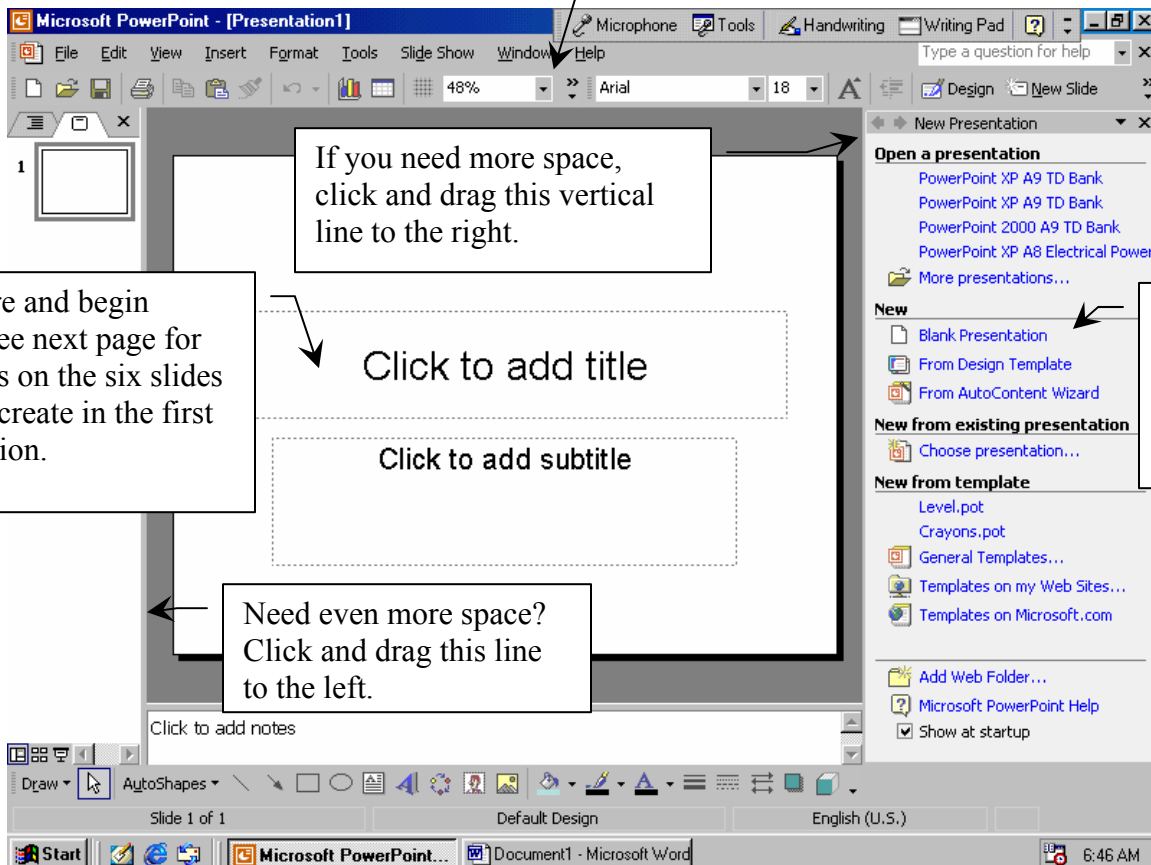 Microsoft PowerPoint - [Presentation1]
Microphone Tools Handwriting Writing Pad
File Edit View Insert Format Tools Slide Show Window Help
Type a question for help
48% Arial 18 Design New Slide
New Presentation
1
If you need more space,
click and drag this vertical
line to the right.
Open a presentation
PowerPoint XP A9 TD Bank
PowerPoint XP A9 TD Bank
PowerPoint 2000 A9 TD Bank
PowerPoint XP A8 Electrical Power
More presentations...
New
Blank Presentation
From Design Template
From AutoContent Wizard
New from existing presentation
Choose presentation...
New from template
Level.pot
Crayons.pot
General Templates...
Templates on my Web Sites...
Templates on Microsoft.com
Add Web Folder...
Microsoft PowerPoint Help
Show at startup
and begin
next page for
on the six slides
create in the first
Click to add title
Click to add subtitle
Need even more space?
Click and drag this line
to the left.
Click to add notes
Draw AutoShapes
Slide 1 of 1 Default Design English (U.S.)
Start Microsoft PowerPoint... Document1 - Microsoft Word 6:46 AM